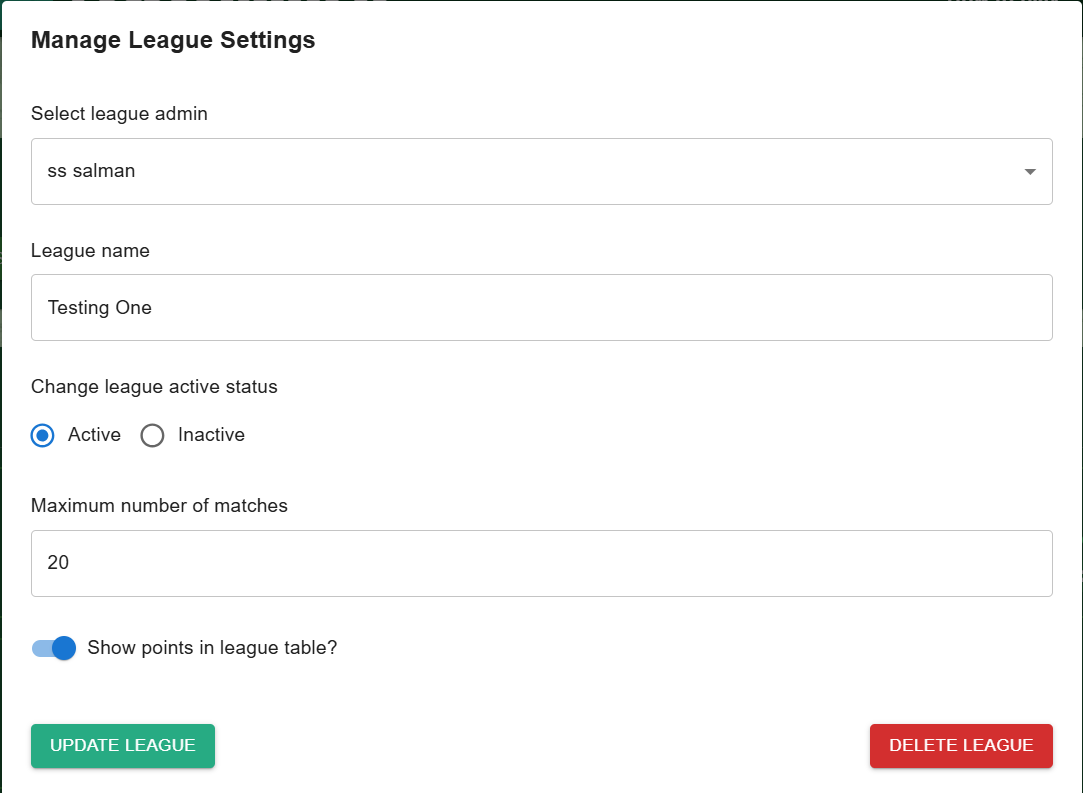 Manage League Settings
Select league admin
ss salman
League name
Testing One
Change league active status
Active Inactive
Maximum number of matches
20
Show points in league table?
UPDATE LEAGUE DELETE LEAGUE